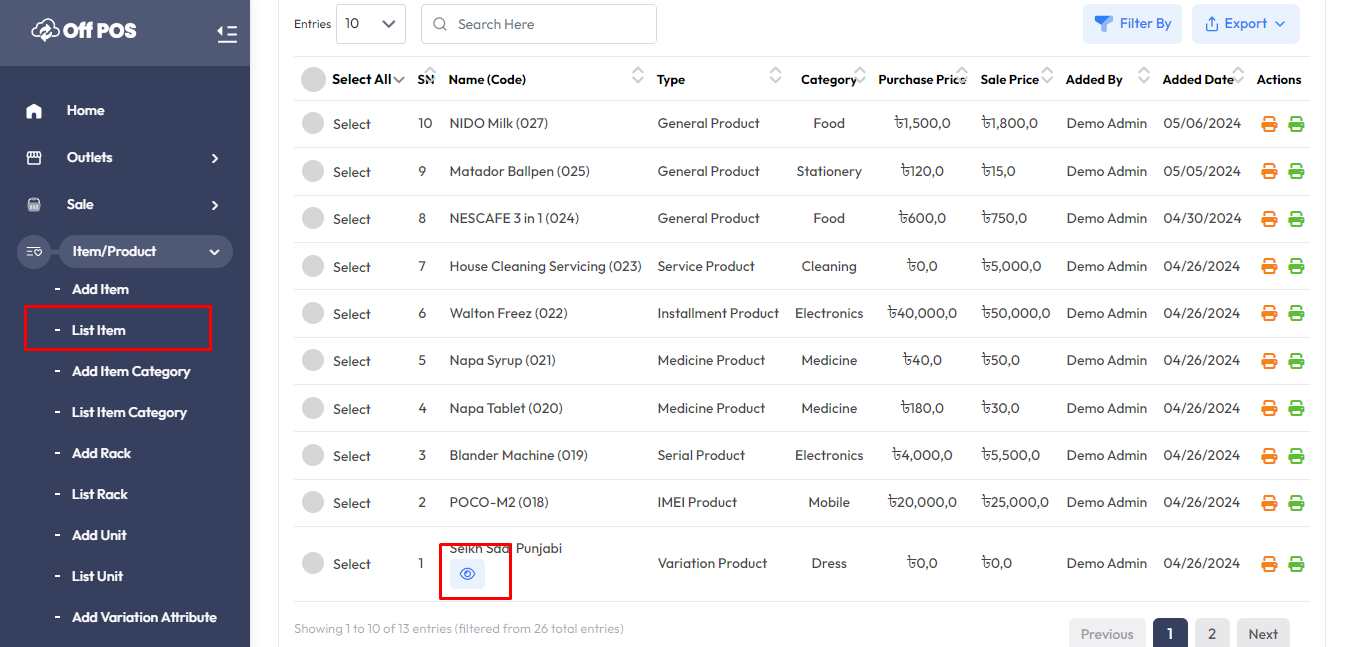 Off POS
Home
Outlets
Sale
Item/Product
- Add Item
- List Item
- Add Item Category
- List Item Category
- Add Rack
- List Rack
- Add Unit
- List Unit
- Add Variation Attribute
Entries 10 Search Here Filter By Export
Select All SN Name (Code) Type Category Purchase Price Sale Price Added By Added Date Actions
Select 10 NIDO Milk (027) General Product Food ৳1,500,0 ৳1,800,0 Demo Admin 05/06/2024
Select 9 Matador Ballpen (025) General Product Stationery ৳120,0 ৳15,0 Demo Admin 05/05/2024
Select 8 NESCAFE 3 in 1 (024) General Product Food ৳600,0 ৳750,0 Demo Admin 04/30/2024
Select 7 House Cleaning Servicing (023) Service Product Cleaning ৳0,0 ৳5,000,0 Demo Admin 04/26/2024
Select 6 Walton Freez (022) Installment Product Electronics ৳40,000,0 ৳50,000,0 Demo Admin 04/26/2024
Select 5 Napa Syrup (021) Medicine Product Medicine ৳40,0 ৳50,0 Demo Admin 04/26/2024
Select 4 Napa Tablet (020) Medicine Product Medicine ৳180,0 ৳30,0 Demo Admin 04/26/2024
Select 3 Blander Machine (019) Serial Product Electronics ৳4,000,0 ৳5,500,0 Demo Admin 04/26/2024
Select 2 POCO-M2 (018) IMEI Product Mobile ৳20,000,0 ৳25,000,0 Demo Admin 04/26/2024
Select 1 Seikh Sadi Punjabi Variation Product Dress ৳0,0 ৳0,0 Demo Admin 04/26/2024
Showing 1 to 10 of 13 entries (filtered from 26 total entries)
Previous 1 2 Next